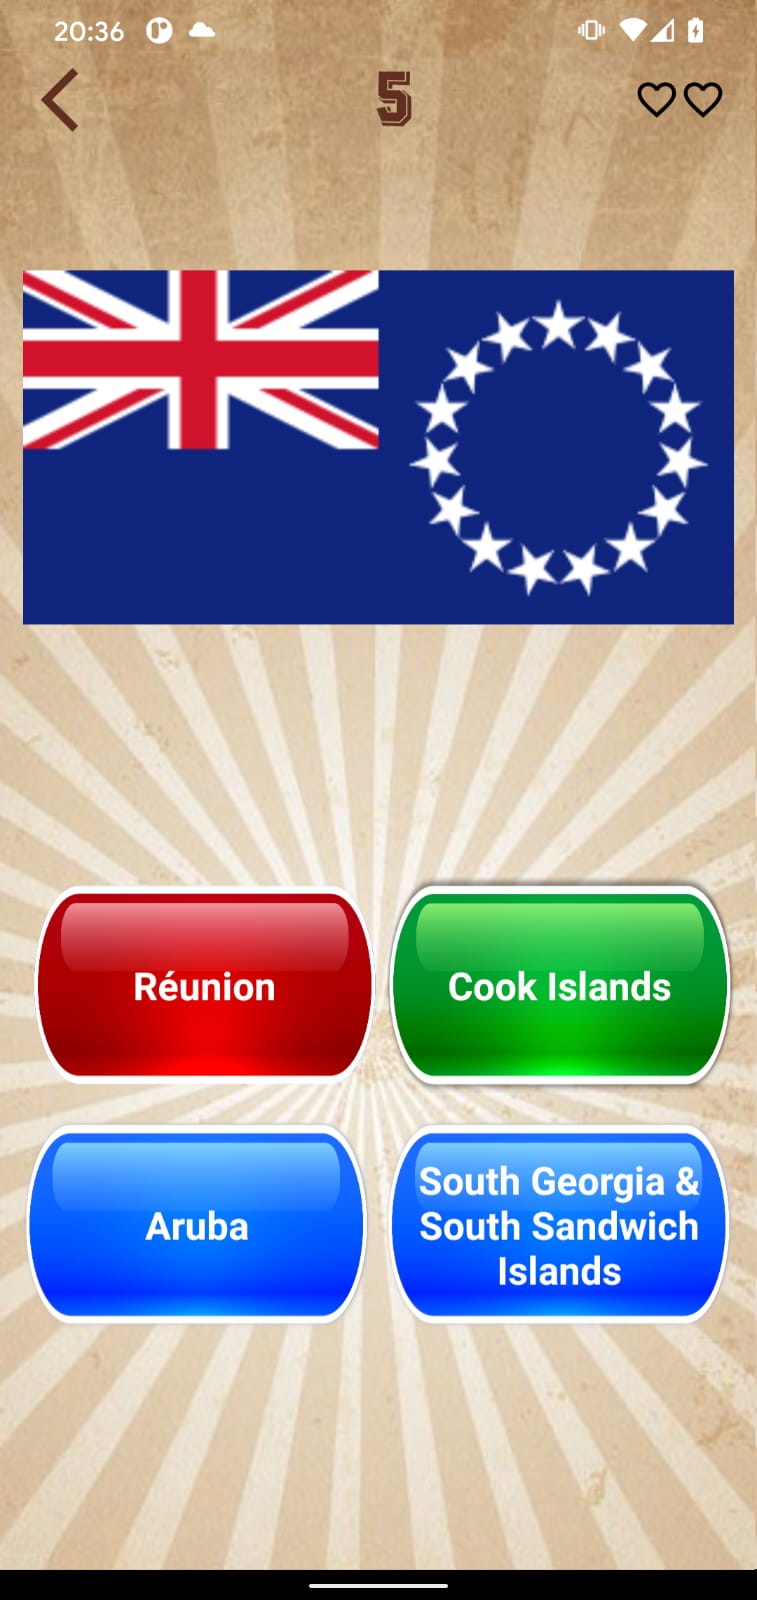 20:36
5
Réunion
Cook Islands
Aruba
South Georgia &
South Sandwich
Islands